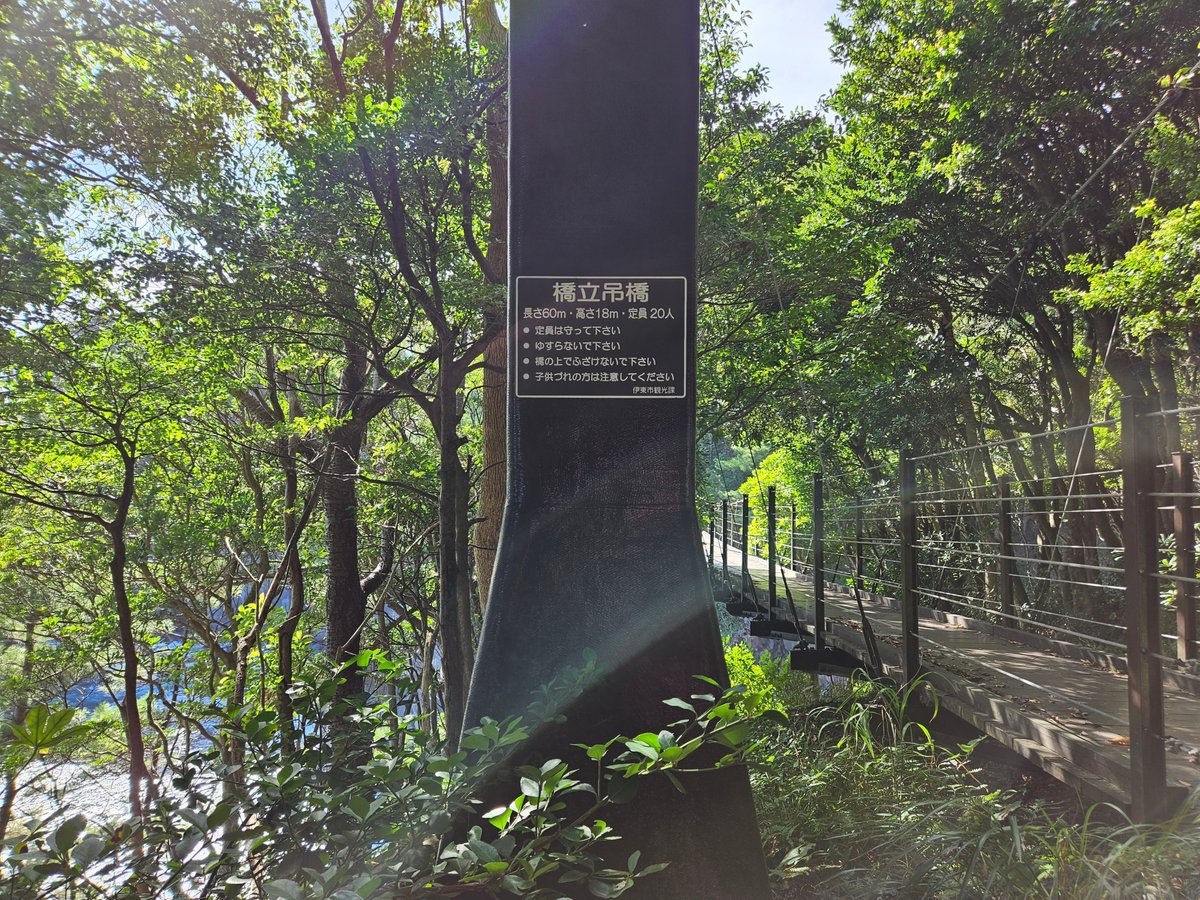 橋立吊橋
長さ60m・高さ18m・定員 20人
● 定員は守って下さい
● ゆすらないで下さい
● 橋の上でふざけないで下さい
● 子供づれの方は注意してください
伊東市観光課